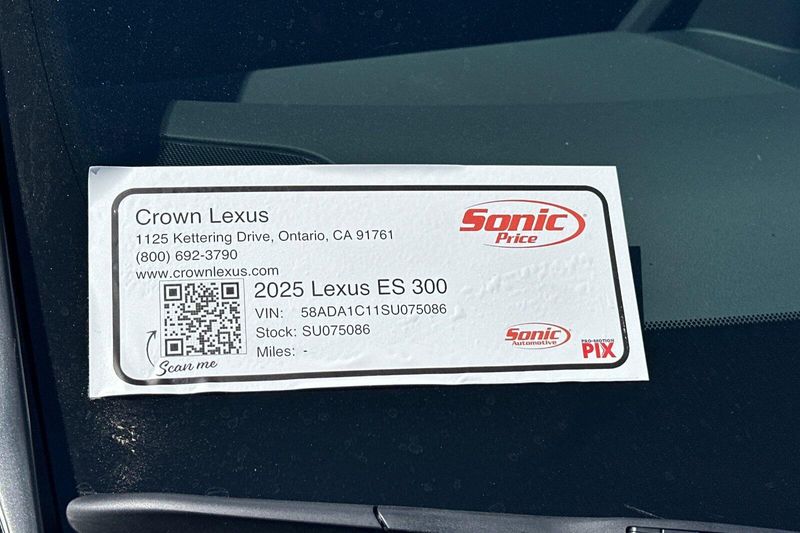 Crown Lexus
1125 Kettering Drive, Ontario, CA 91761
(800) 692-3790
www.crownlexus.com
Sonic
Price
2025 Lexus ES 300
VIN: 58ADA1C11SU075086
Stock: SU075086
Miles: -
Scan me
Sonic
Automotive
PRO-MOTION
PIX